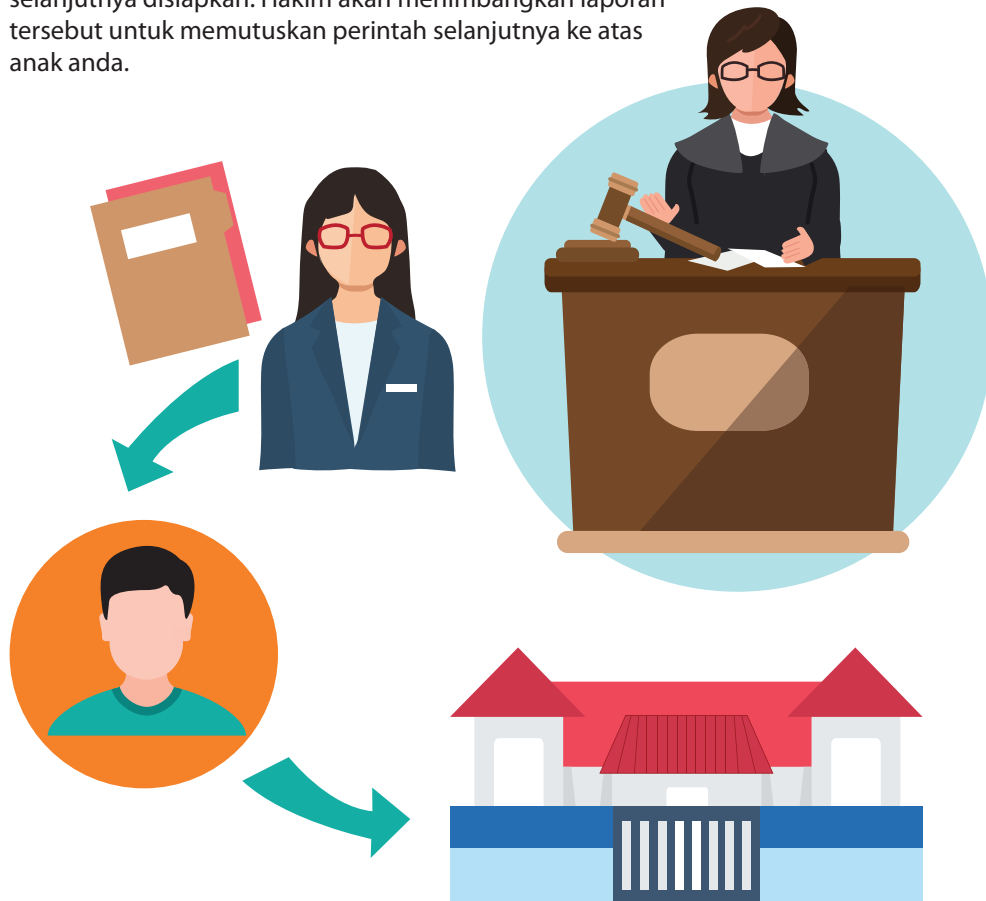 selanjutnya disiapkan. Hakim akan menimbangkan laporan
tersebut untuk memutuskan perintah selanjutnya ke atas
anak anda.